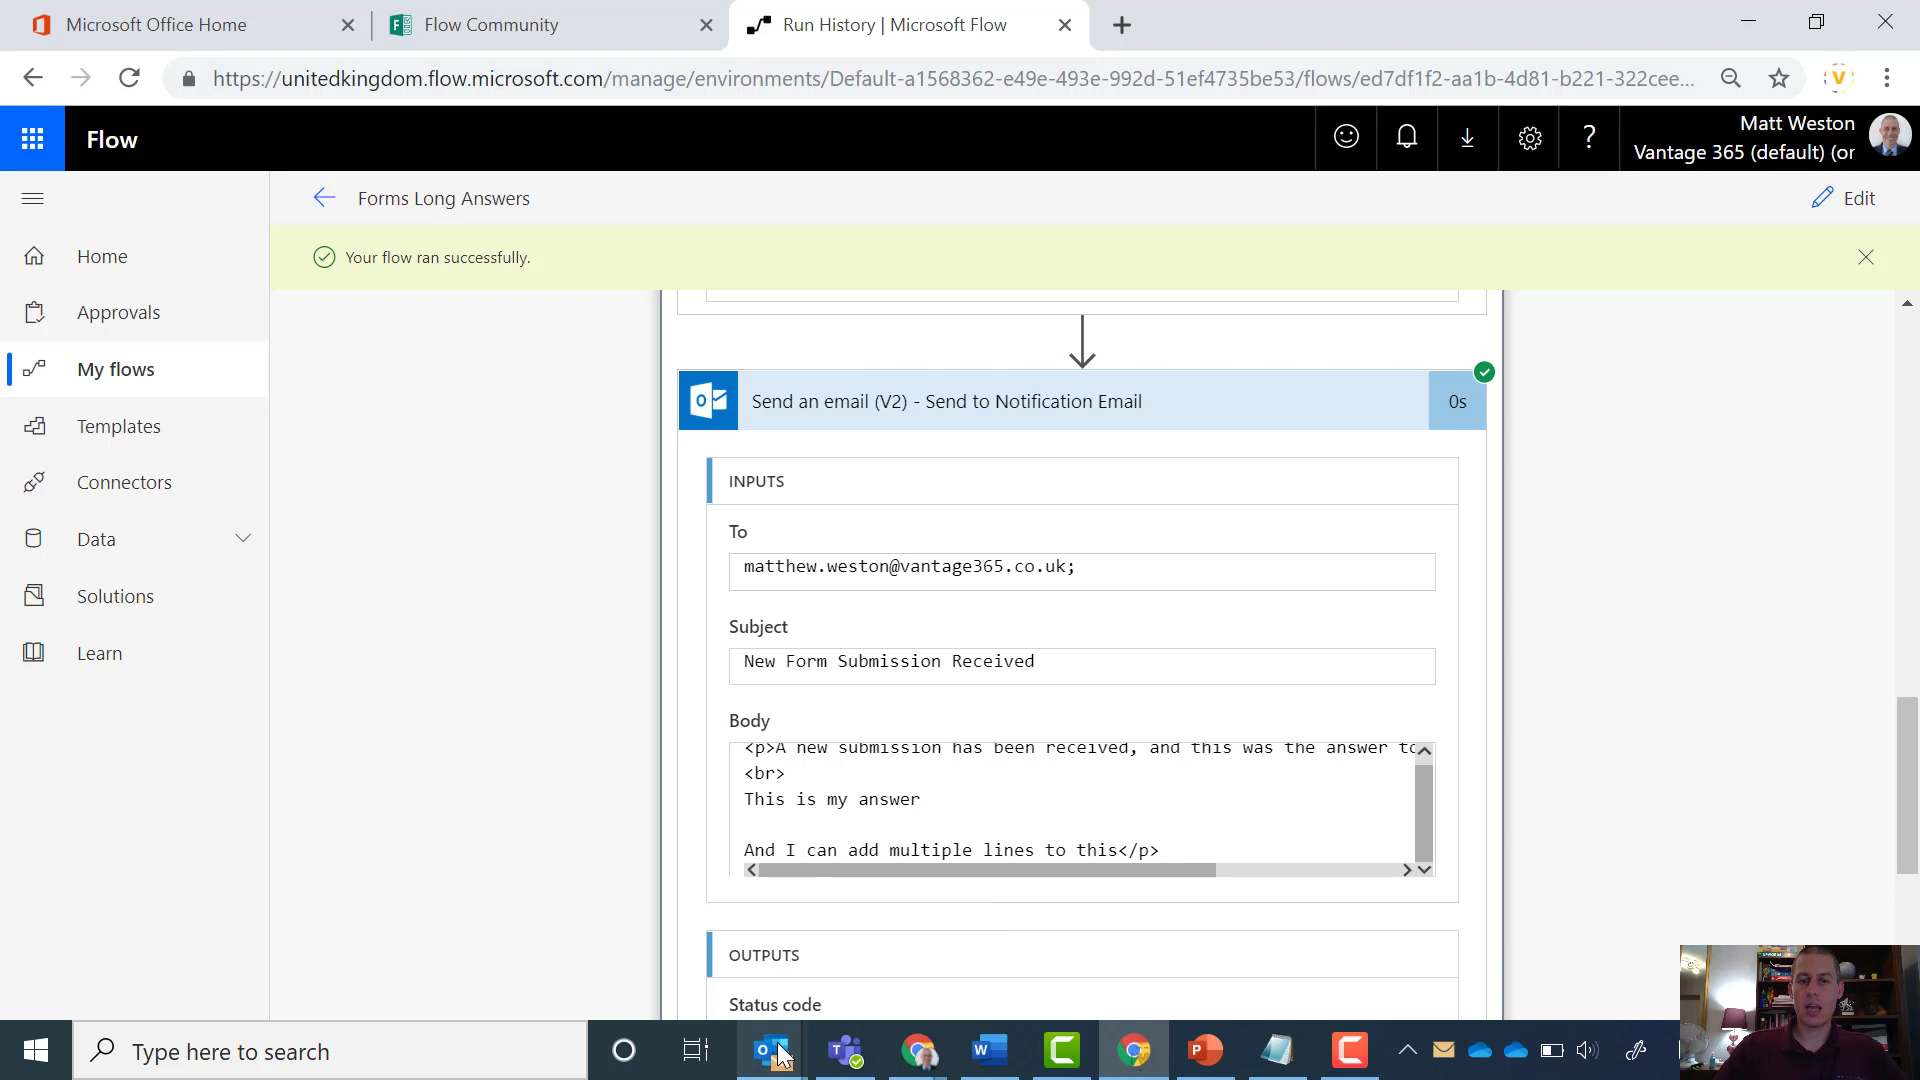 Microsoft Office Home
Flow Community
Run History | Microsoft Flow
https://unitedkingdom.flow.microsoft.com/manage/environments/Default-a1568362-e49e-493e-992d-51ef4735be53/flows/ed7df1f2-aa1b-4d81-b221-322cee...
Flow
Matt Weston
Vantage 365 (default) (or
Forms Long Answers
Edit
Your flow ran successfully.
Home
Approvals
My flows
Templates
Connectors
Data
Solutions
Learn
Send an email (V2) - Send to Notification Email
0s
INPUTS
To
matthew.weston@vantage365.co.uk;
Subject
New Form Submission Received
Body
<p>A new submission has been received, and this was the answer to
<br>
This is my answer
And I can add multiple lines to this</p>
OUTPUTS
Status code
Type here to search